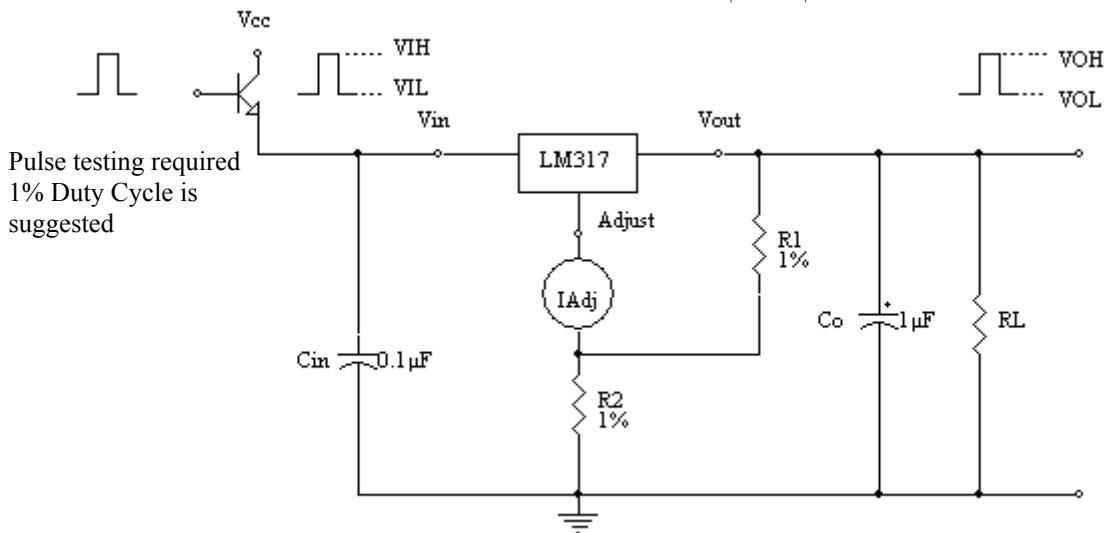 Vcc
VIH
VIL
VOH
VOL
Vin
Vout
Pulse testing required
1% Duty Cycle is
suggested
LM317
Adjust
R1
1%
IAdj
Cin
0.1µF
Co
+
1µF
RL
R2
1%